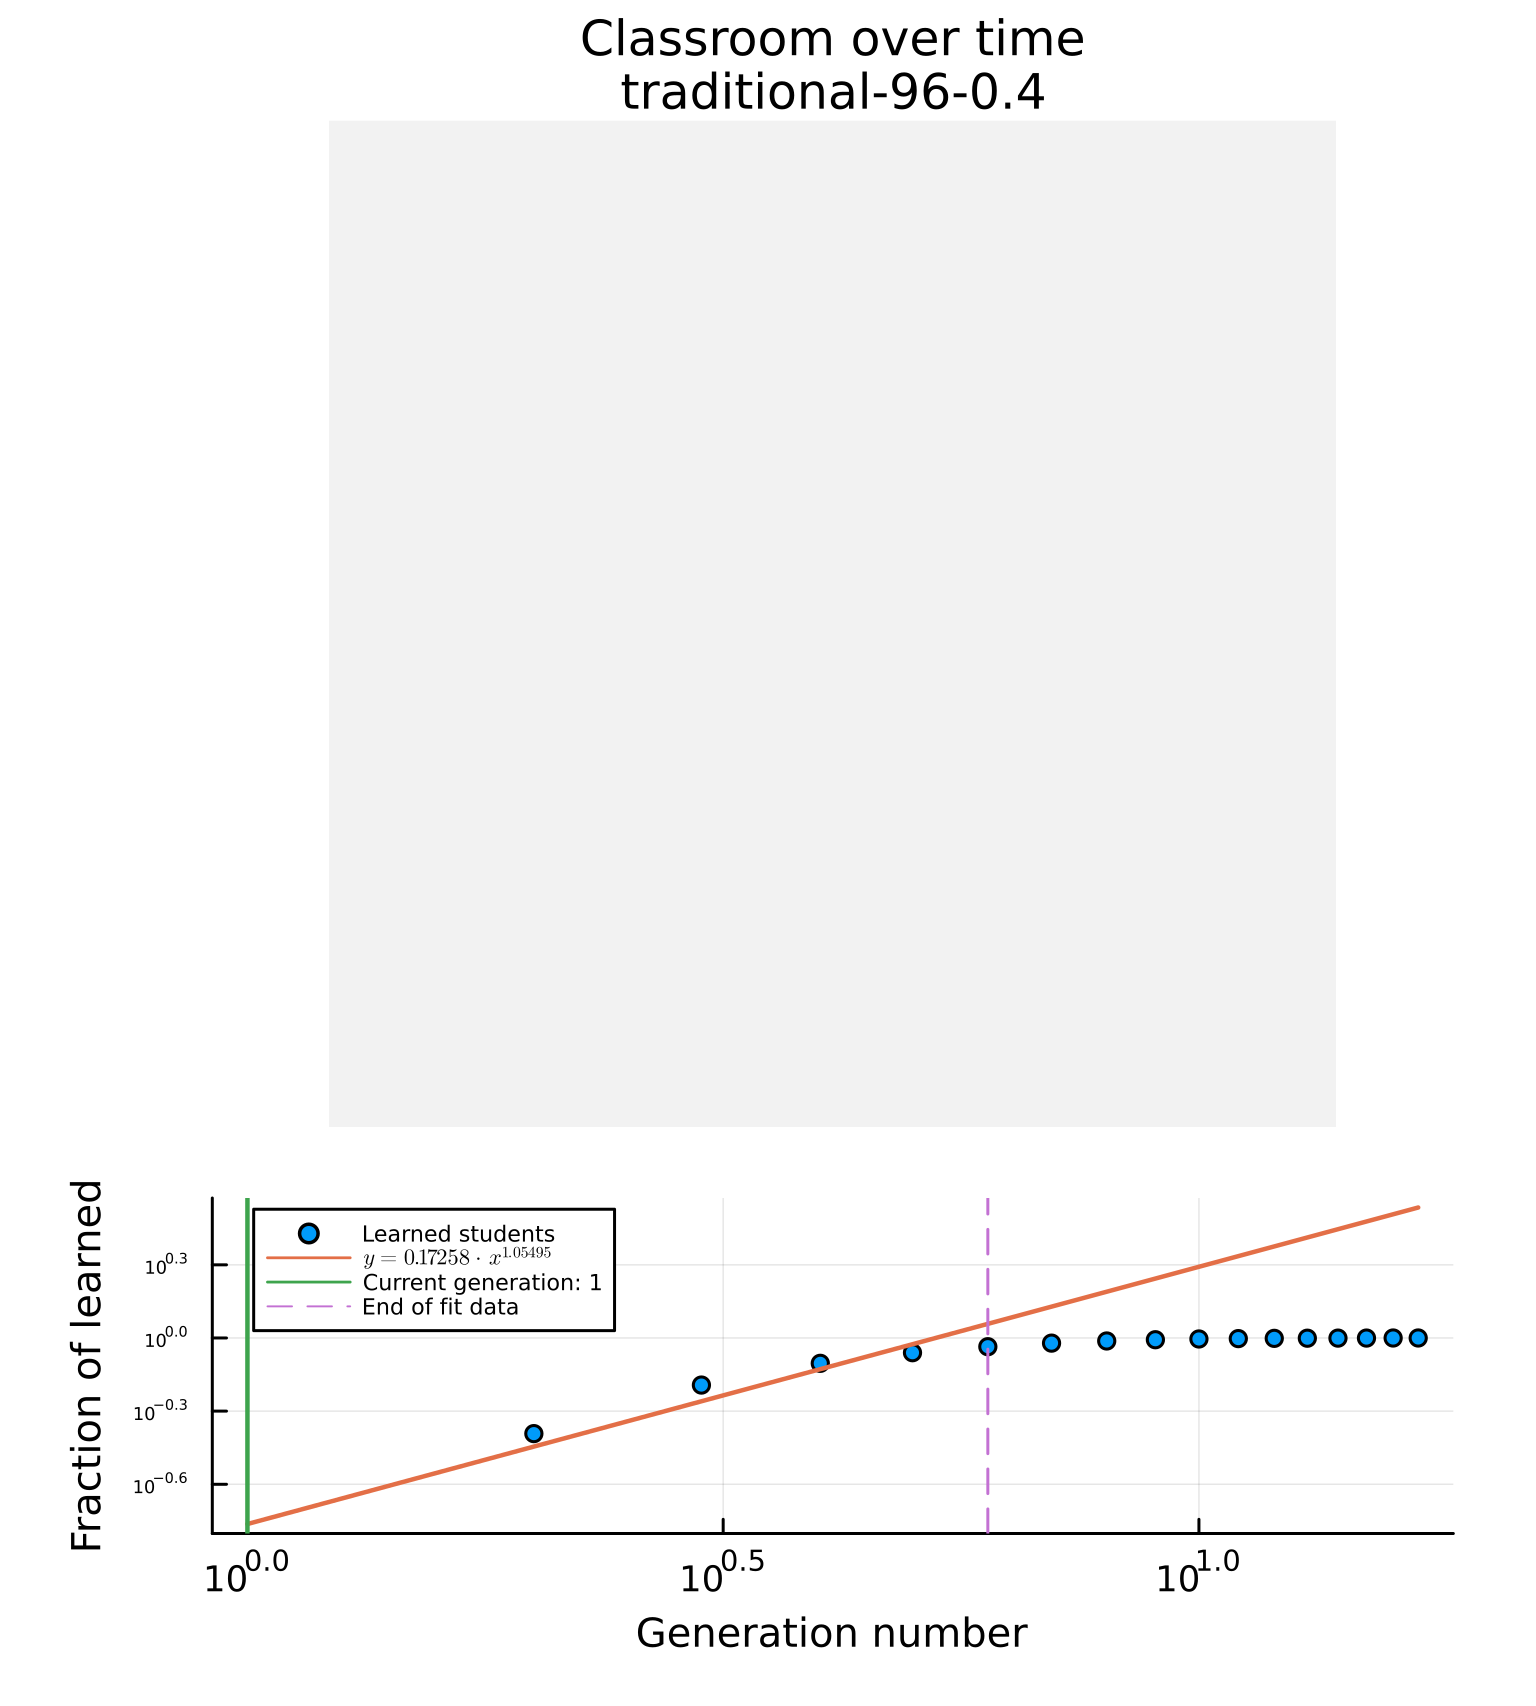 Classroom over time
traditional-96-0.4
Fraction of learned
10^0.3
10^0.0
10^−0.3
10^−0.6
Learned students
y = 0.17258 · x^1.05495
Current generation: 1
End of fit data
10^0.0 10^0.5 10^1.0
Generation number